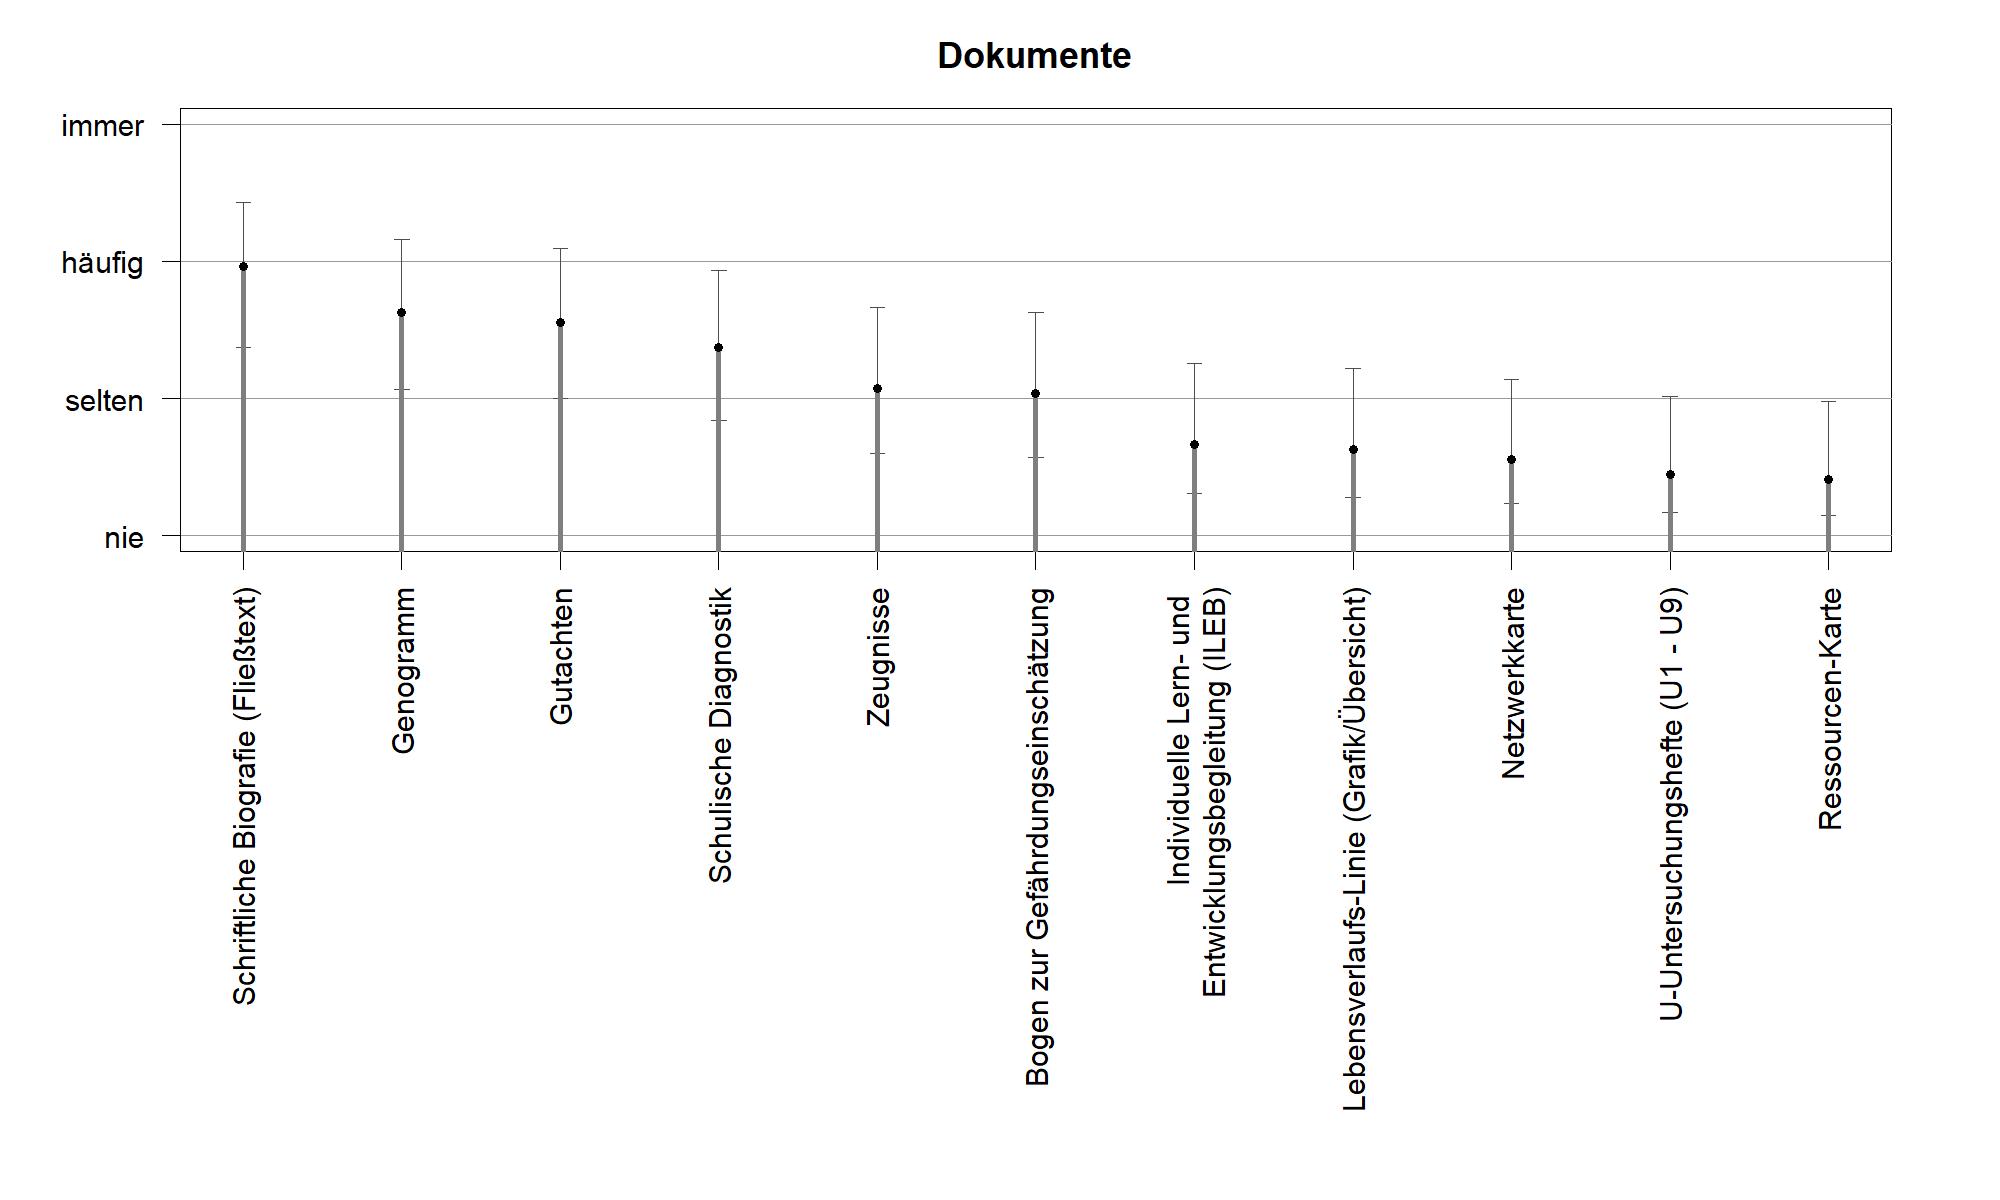 Dokumente
immer
häufig
selten
nie
Schriftliche Biografie (Fließtext)
Genogramm
Gutachten
Schulische Diagnostik
Zeugnisse
Bogen zur Gefährdungseinschätzung
Individuelle Lern- und
Entwicklungsbegleitung (ILEB)
Lebensverlaufs-Linie (Grafik/Übersicht)
Netzwerkkarte
U-Untersuchungshefte (U1 - U9)
Ressourcen-Karte